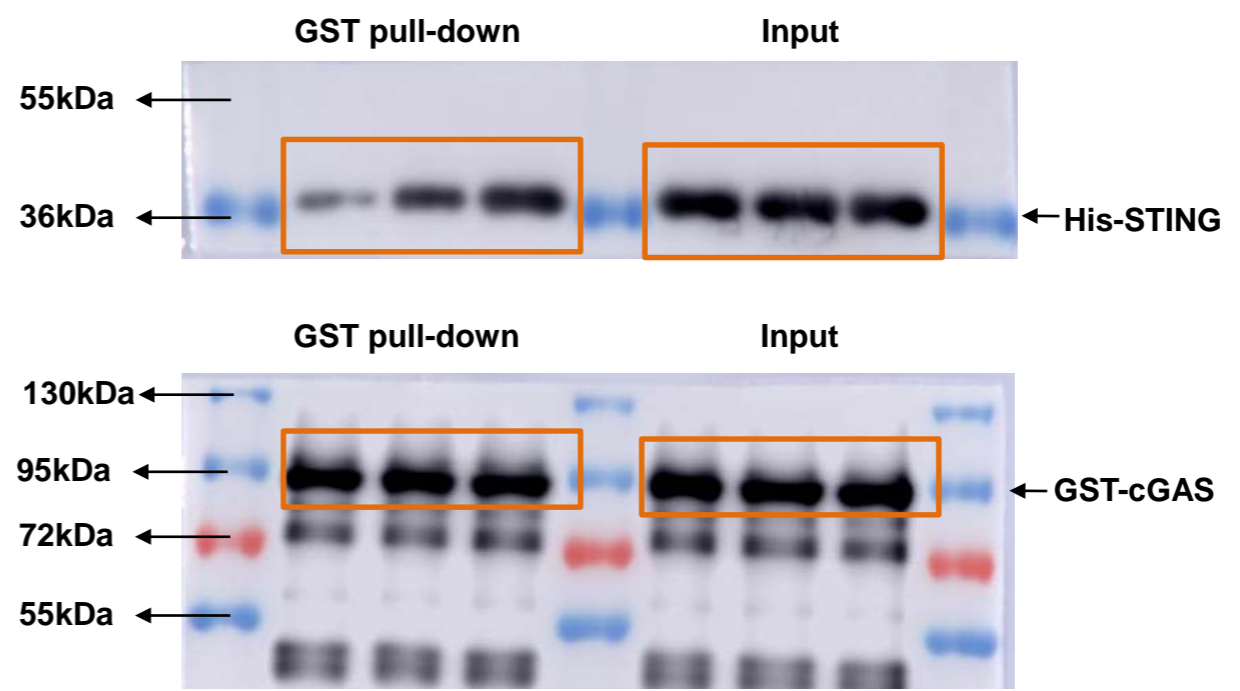 GST pull-down Input
55kDa
36kDa
His-STING
GST pull-down Input
130kDa
95kDa
GST-cGAS
72kDa
55kDa